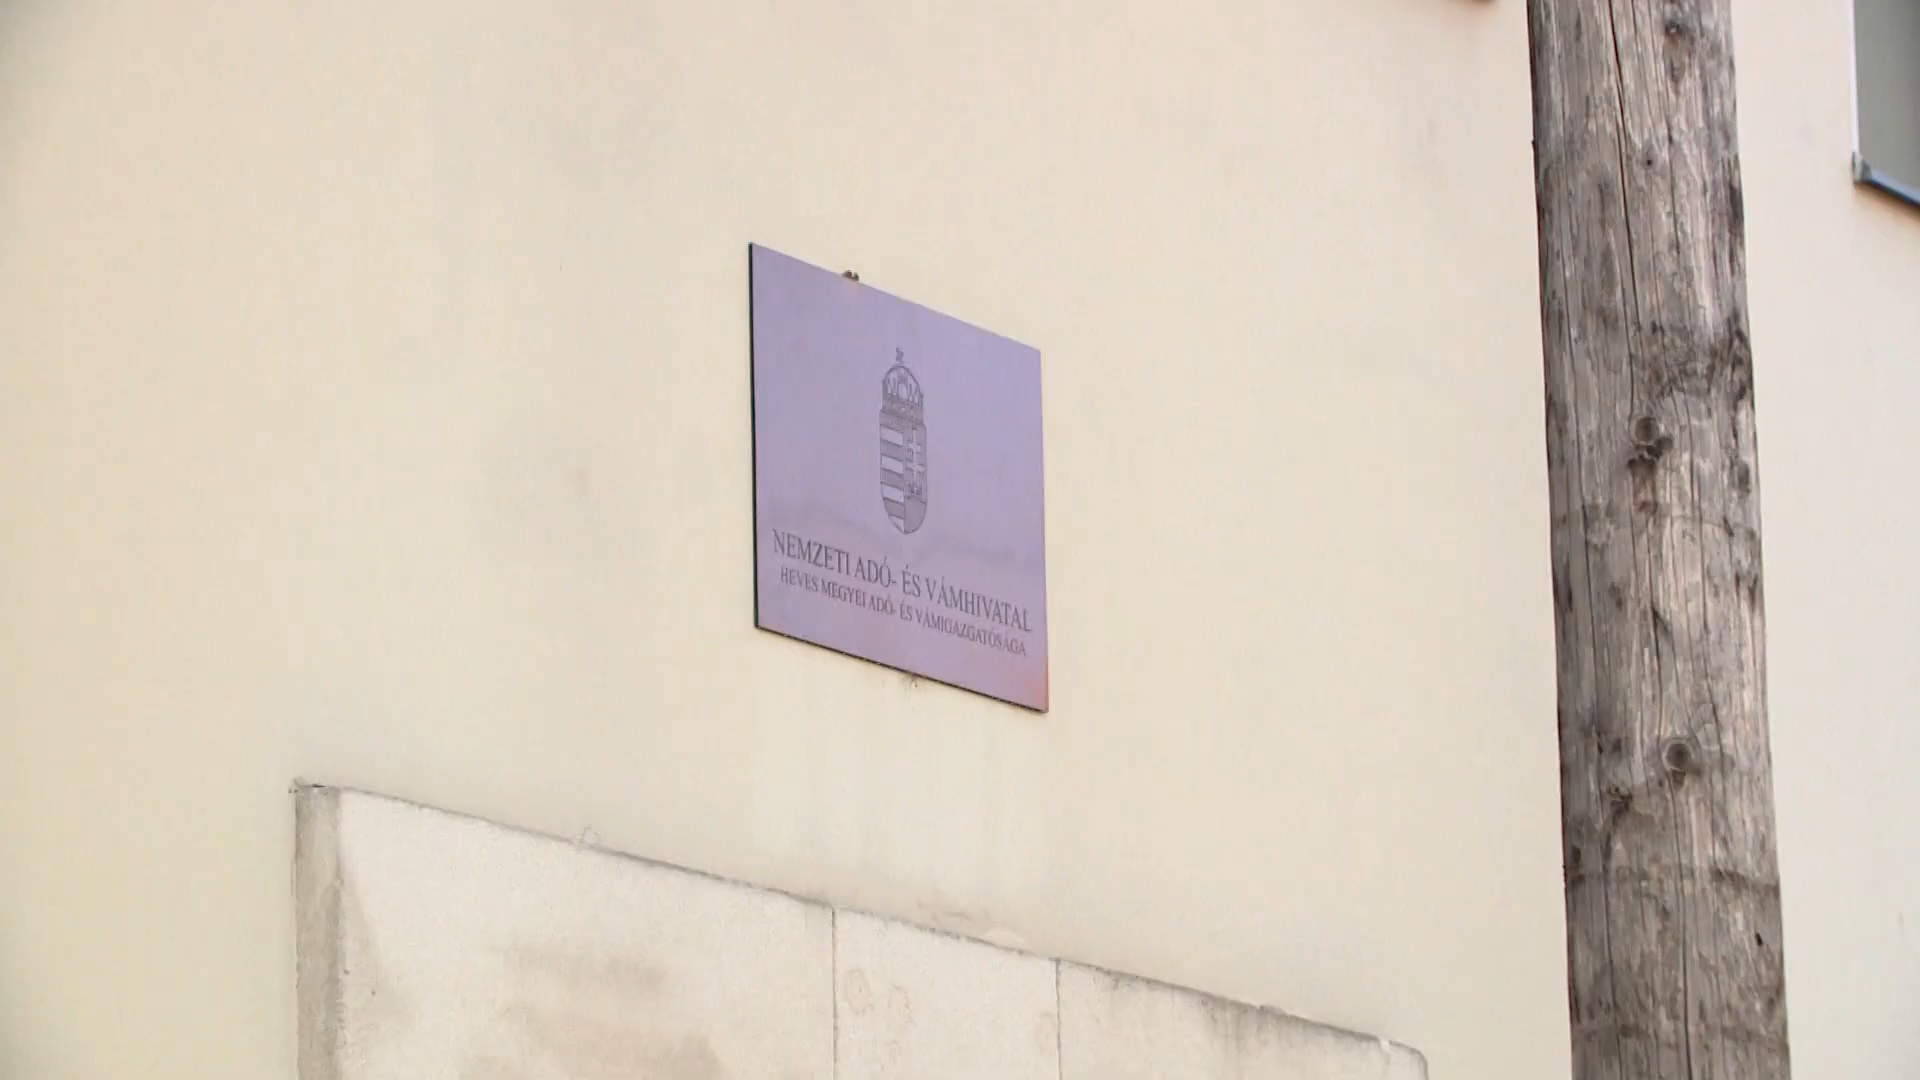 NEMZETI ADÓ- ÉS VÁMHIVATAL
HEVES MEGYEI ADÓ- ÉS VÁMIGAZGATÓSÁGA